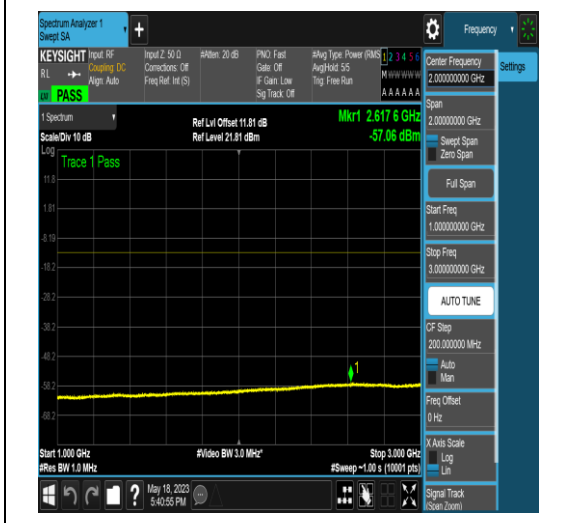 Spectrum Analyzer 1
Swept SA
+
Frequency
KEYSIGHT
RL
PASS
Input: RF
Coupling: DC
Align: Auto
Input Z: 50 Ω
Corrections: Off
Freq Ref: Int (S)
#Atten: 20 dB
PNO: Fast
Gate: Off
IF Gain: Low
Sig Track: Off
#Avg Type: Power (RMS
Avg|Hold: 5/5
Trig: Free Run
1 2 3 4 5 6
M W W W W W
A A A A A A
1 Spectrum
Scale/Div 10 dB
Log
Ref Lvl Offset 11.81 dB
Ref Level 21.81 dBm
Mkr1 2.617 6 GHz
-57.06 dBm
Trace 1 Pass
11.8
1.81
-8.19
-18.2
-28.2
-38.2
-48.2
-58.2
-68.2
1
Start 1.000 GHz
#Res BW 1.0 MHz
#Video BW 3.0 MHz*
Stop 3.000 GHz
#Sweep ~1.00 s (10001 pts)
May 18, 2023
5:40:55 PM
?
Center Frequency
2.000000000 GHz
Settings
Span
2.00000000 GHz
Swept Span
Zero Span
Full Span
Start Freq
1.000000000 GHz
Stop Freq
3.000000000 GHz
AUTO TUNE
CF Step
200.000000 MHz
Auto
Man
Freq Offset
0 Hz
X Axis Scale
Log
Lin
Signal Track
(Span Zoom)